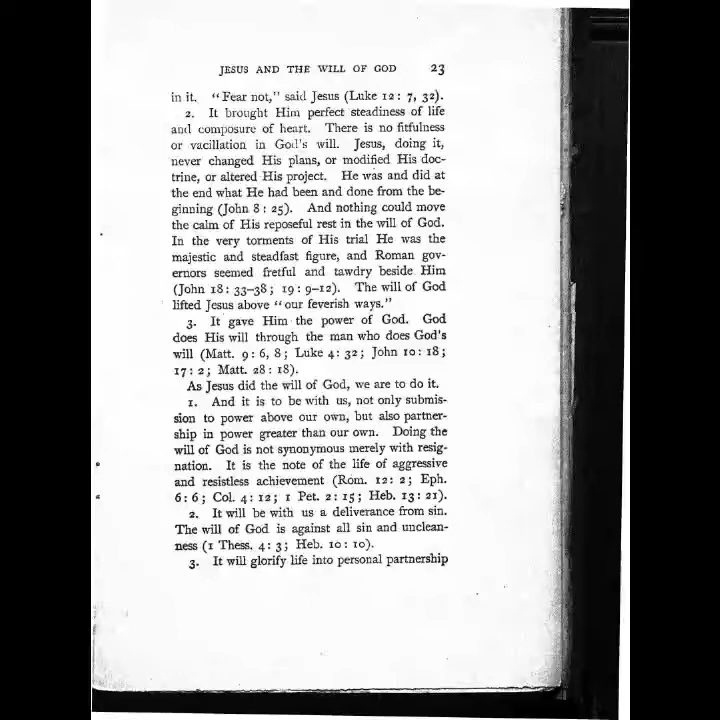 JESUS AND THE WILL OF GOD 23
in it. "Fear not," said Jesus (Luke 12: 7, 32).
2. It brought Him perfect steadiness of life
and composure of heart. There is no fitfulness
or vacillation in God's will. Jesus, doing it,
never changed His plans, or modified His doc-
trine, or altered His project. He was and did at
the end what He had been and done from the be-
ginning (John 8: 25). And nothing could move
the calm of His reposeful rest in the will of God.
In the very torments of His trial He was the
majestic and steadfast figure, and Roman gov-
ernors seemed fretful and tawdry beside Him
(John 18: 33–38; 19: 9–12). The will of God
lifted Jesus above "our feverish ways."
3. It gave Him the power of God. God
does His will through the man who does God's
will (Matt. 9: 6, 8; Luke 4: 32; John 10: 18;
17: 2; Matt. 28: 18).
As Jesus did the will of God, we are to do it.
1. And it is to be with us, not only submis-
sion to power above our own, but also partner-
ship in power greater than our own. Doing the
will of God is not synonymous merely with resig-
nation. It is the note of the life of aggressive
and resistless achievement (Rom. 12: 2; Eph.
6: 6; Col. 4: 12; 1 Pet. 2: 15; Heb. 13: 21).
2. It will be with us a deliverance from sin.
The will of God is against all sin and unclean-
ness (1 Thess. 4: 3; Heb. 10: 10).
3. It will glorify life into personal partnership